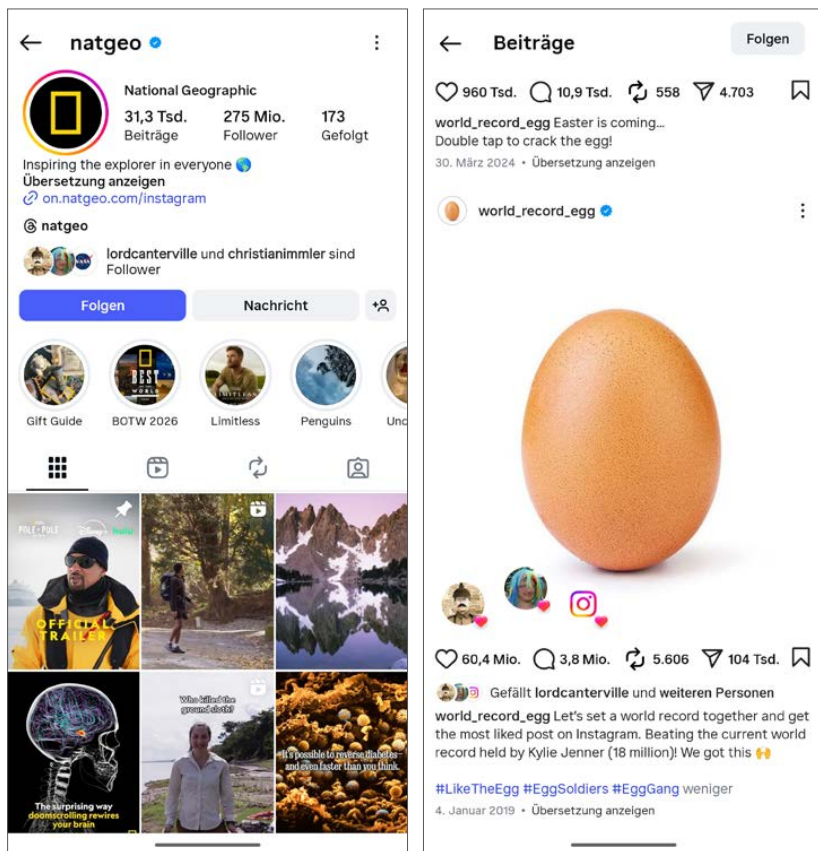 natgeo
National Geographic
31,3 Tsd. 275 Mio. 173
Beiträge Follower Gefolgt
Inspiring the explorer in everyone 🌎
Übersetzung anzeigen
on.natgeo.com/instagram
natgeo
lordcanterville und christianimmler sind
Follower
Folgen Nachricht
Gift Guide BOTW 2026 Limitless Penguins Unc
BEST
WORLD
LIMITLESS
POLE TO POLE Disney+ hulu
OFFICIAL
TRAILER
Who killed the
ground sloth?
It's possible to reverse diabetes
and even faster than you think.
The surprising way
doomscrolling rewires
your brain
Beiträge Folgen
960 Tsd. 10,9 Tsd. 558 4.703
world_record_egg Easter is coming...
Double tap to crack the egg!
30. März 2024 • Übersetzung anzeigen
world_record_egg
60,4 Mio. 3,8 Mio. 5.606 104 Tsd.
Gefällt lordcanterville und weiteren Personen
world_record_egg Let's set a world record together and get
the most liked post on Instagram. Beating the current world
record held by Kylie Jenner (18 million)! We got this 🙌
#LikeTheEgg #EggSoldiers #EggGang weniger
4. Januar 2019 • Übersetzung anzeigen